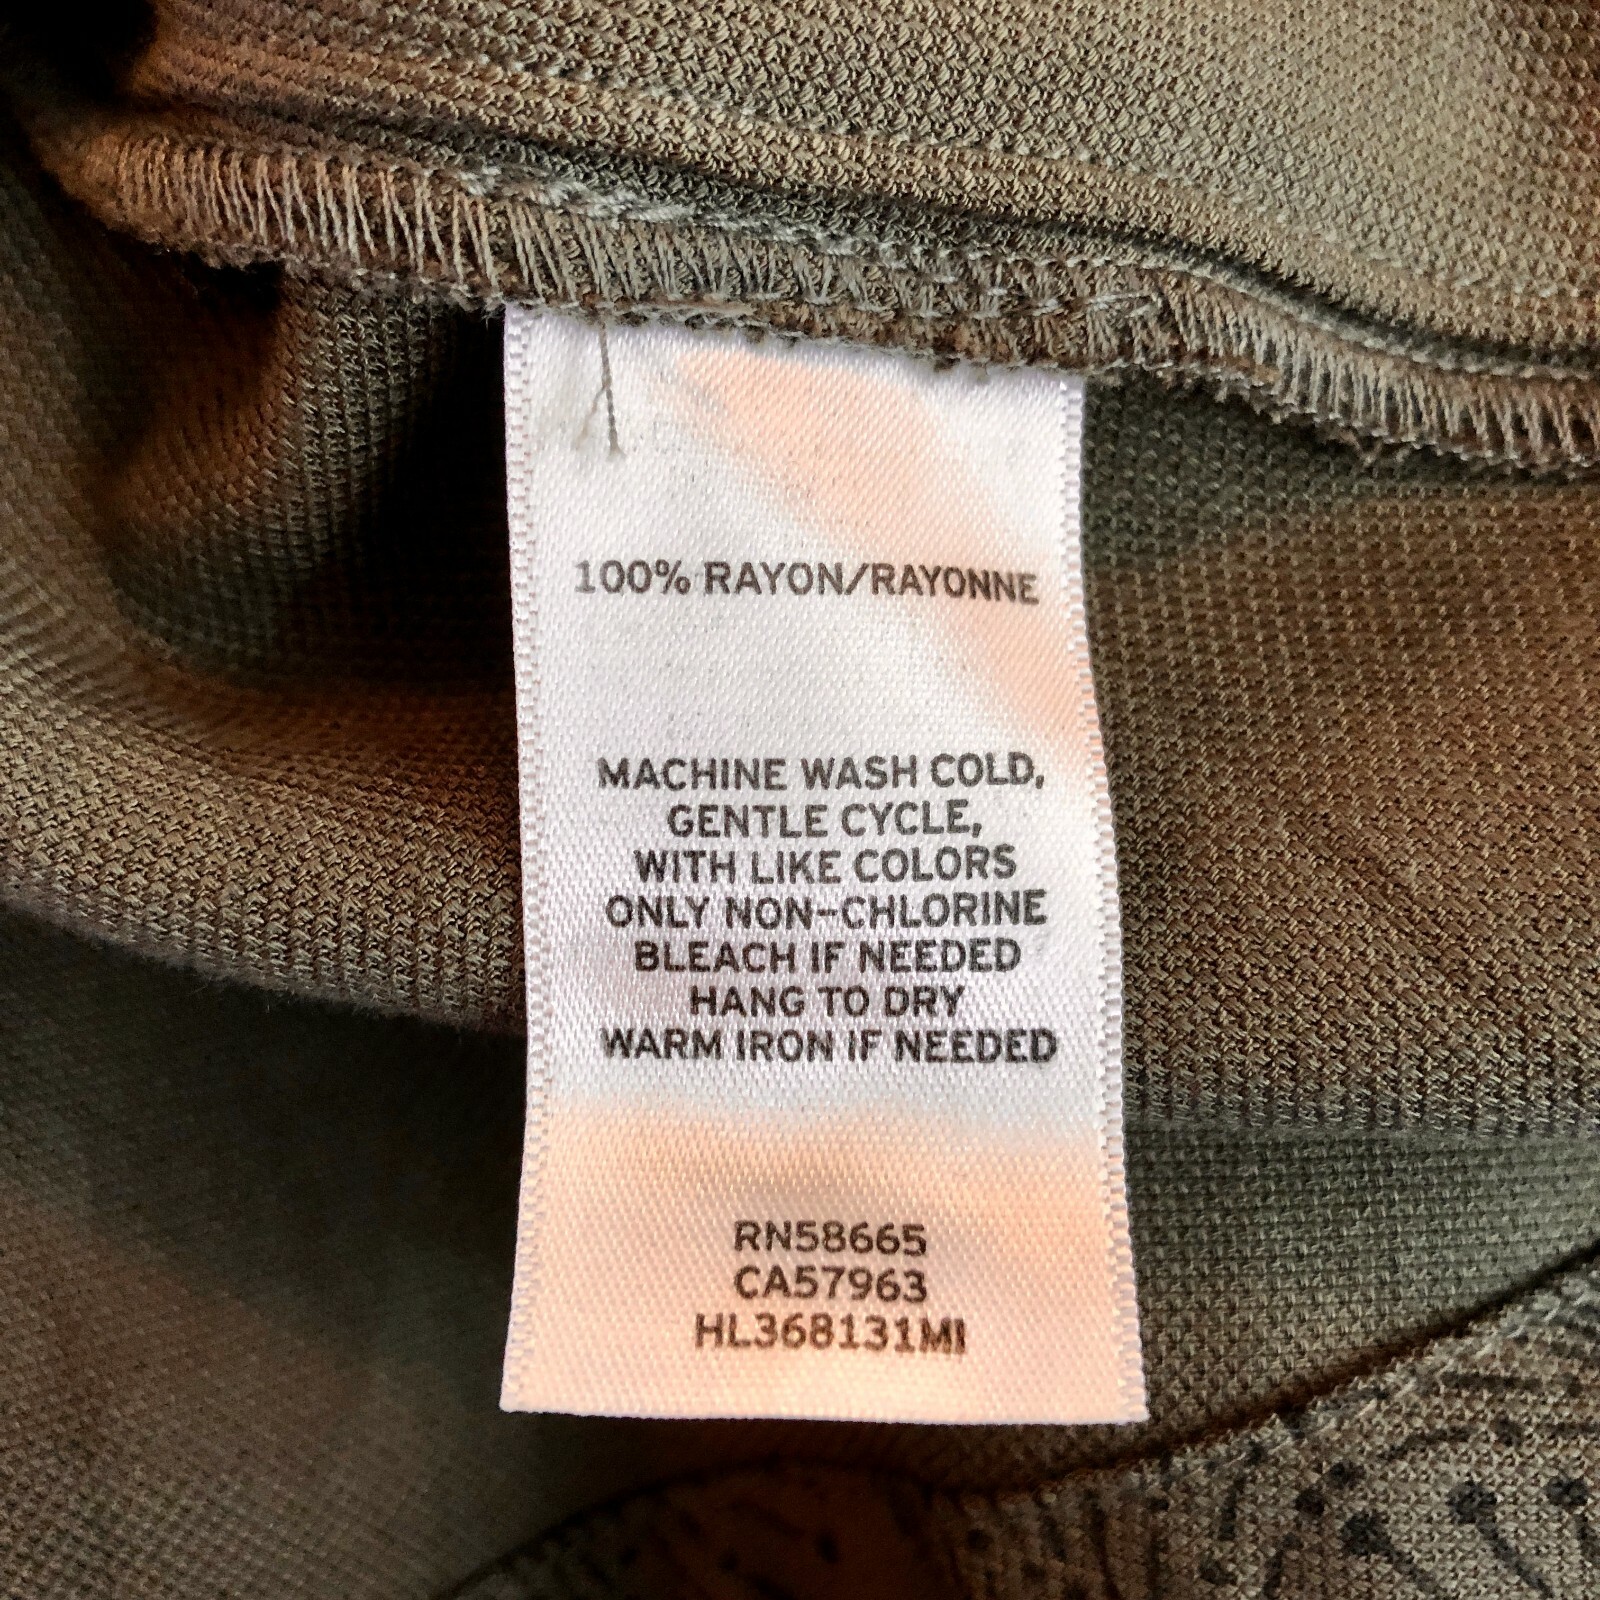 100% RAYON/RAYONNE
MACHINE WASH COLD,
GENTLE CYCLE,
WITH LIKE COLORS
ONLY NON-CHLORINE
BLEACH IF NEEDED
HANG TO DRY
WARM IRON IF NEEDED
RN58665
CA57963
HL368131MI